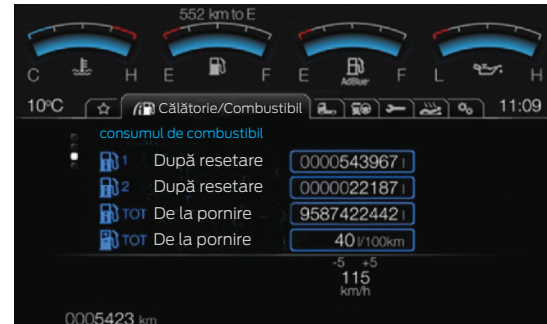 552 km to E
C H E F E AdBlue F L H
10°C Călătorie/Combustibil 11:09
consumul de combustibil
1 După resetare 0000543967 l
2 După resetare 0000022187 l
TOT De la pornire 9587422442 l
TOT De la pornire 40 l/100km
-5 +5
115
km/h
0005423 km